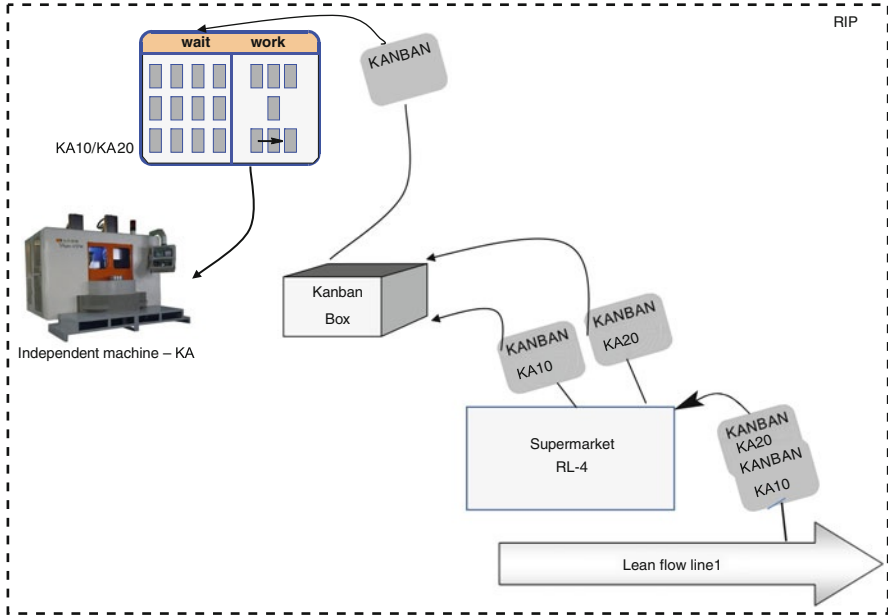 RIP
wait work
KANBAN
KA10/KA20
Independent machine – KA
Kanban
Box
KANBAN
KA20
KANBAN
KA10
Supermarket
RL-4
KANBAN
KA20
KANBAN
KA10
Lean flow line1